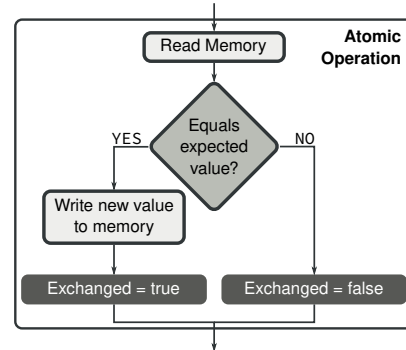 Read Memory
Atomic
Operation
Equals
expected
value?
YES
NO
Write new value
to memory
Exchanged = true
Exchanged = false